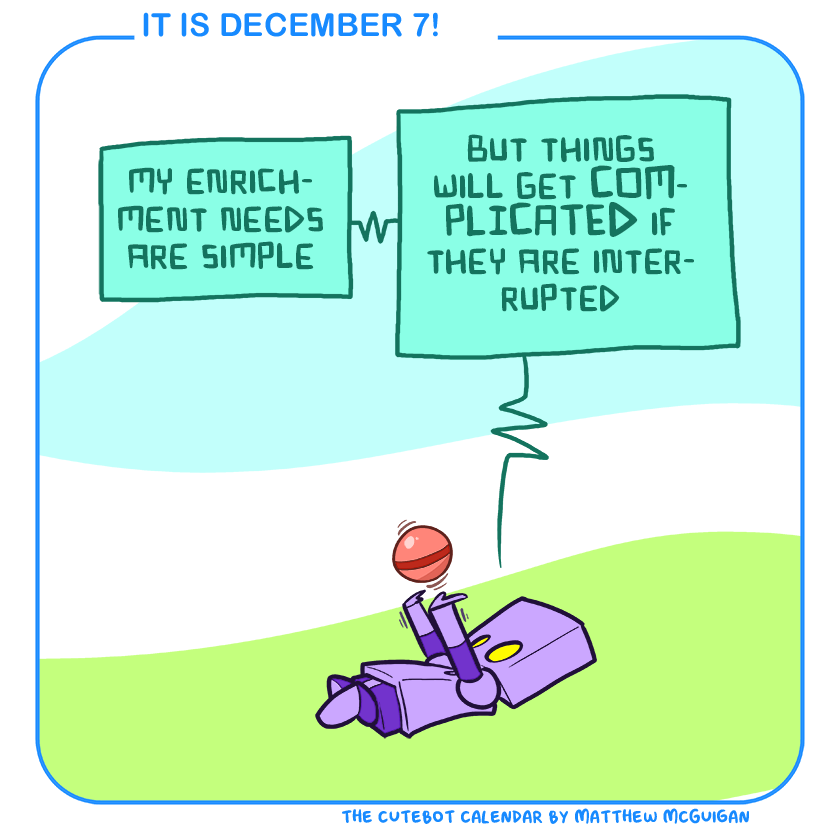 IT IS DECEMBER 7!
MY ENRICH-
MENT NEEDS
ARE SIMPLE
BUT THINGS
WILL GET COM-
PLICATED IF
THEY ARE INTER-
RUPTED
THE CUTEBOT CALENDAR BY MATTHEW MCGUIGAN